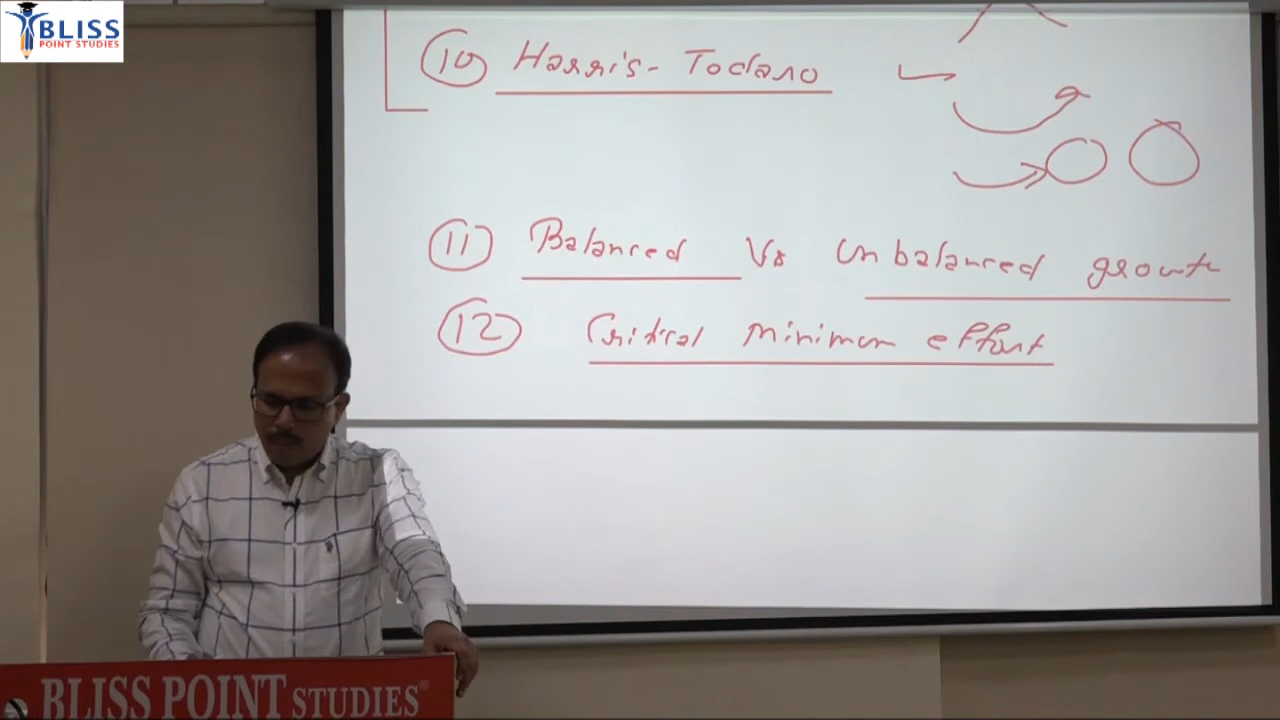 BLISS
POINT STUDIES
10 Harris-Todaro
11 Balanced Vs Unbalanced growth
12 Critical Minimum effort
BLISS POINT STUDIES®